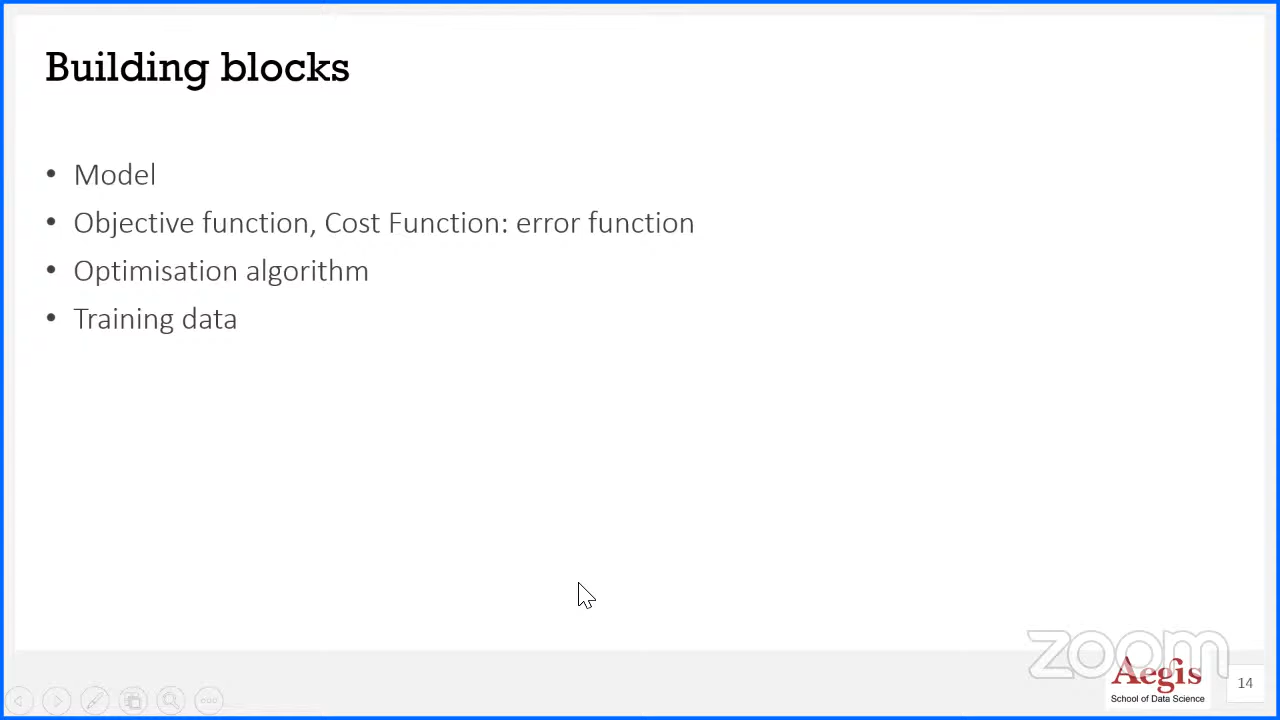 Building blocks
• Model
• Objective function, Cost Function: error function
• Optimisation algorithm
• Training data
zoom
Aegis
School of Data Science
14